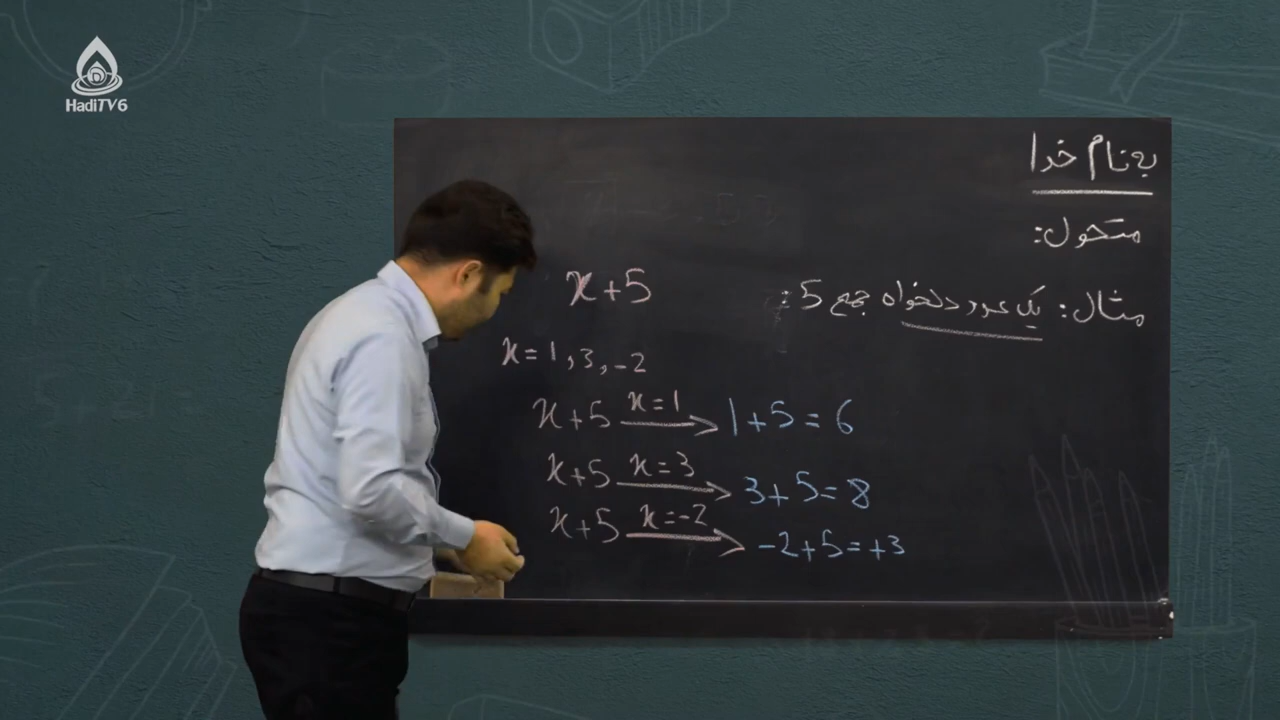 HadiTV6
به نام خدا
متحول:
مثال: یک عدد دلخواه جمع 5:
x+5
x=1,3,-2
x+5 x=1 → 1+5=6
x+5 x=3 → 3+5=8
x+5 x=-2 → -2+5=+3